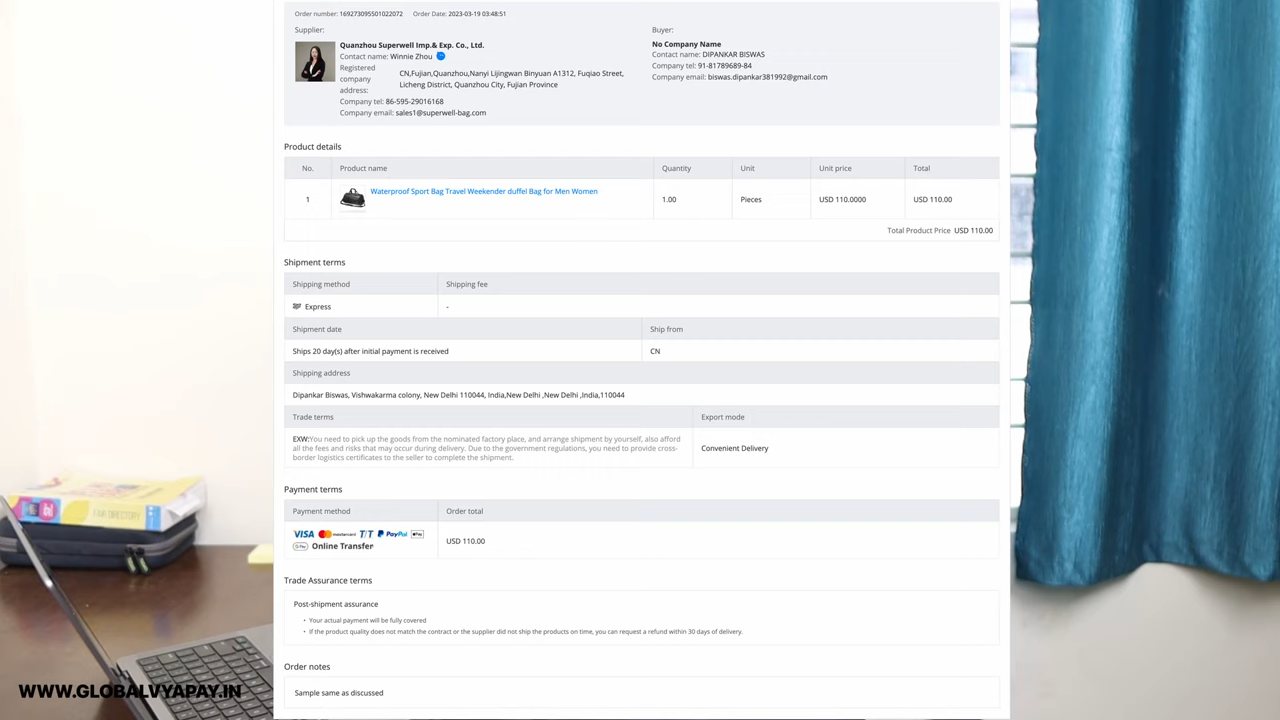 Order number: 169273095501022072 Order Date: 2023-03-19 03:48:51
Supplier:
Quanzhou Superwell Imp.& Exp. Co., Ltd.
Contact name: Winnie Zhou
Registered company address: CN,Fujian,Quanzhou,Nanyi Lijingwan Binyuan A1312, Fuqiao Street,
Licheng District, Quanzhou City, Fujian Province
Company tel: 86-595-29016168
Company email: sales1@superwell-bag.com
Buyer:
No Company Name
Contact name: DIPANKAR BISWAS
Company tel: 91-81789689-84
Company email: biswas.dipankar381992@gmail.com
Product details
No. Product name Quantity Unit Unit price Total
1 Waterproof Sport Bag Travel Weekender duffel Bag for Men Women 1.00 Pieces USD 110.0000 USD 110.00
Total Product Price USD 110.00
Shipment terms
Shipping method Shipping fee
Express -
Shipment date Ship from
Ships 20 day(s) after initial payment is received CN
Shipping address
Dipankar Biswas, Vishwakarma colony, New Delhi 110044, India,New Delhi ,New Delhi ,India,110044
Trade terms Export mode
EXW:You need to pick up the goods from the nominated factory place, and arrange shipment by yourself, also afford
all the fees and risks that may occur during delivery. Due to the government regulations, you need to provide cross-
border logistics certificates to the seller to complete the shipment.
Convenient Delivery
Payment terms
Payment method Order total
VISA mastercard T/T PayPal Pay
G Pay Online Transfer
USD 110.00
Trade Assurance terms
Post-shipment assurance
• Your actual payment will be fully covered
• If the product quality does not match the contract or the supplier did not ship the products on time, you can request a refund within 30 days of delivery.
Order notes
Sample same as discussed
WWW.GLOBALVYAPAY.IN